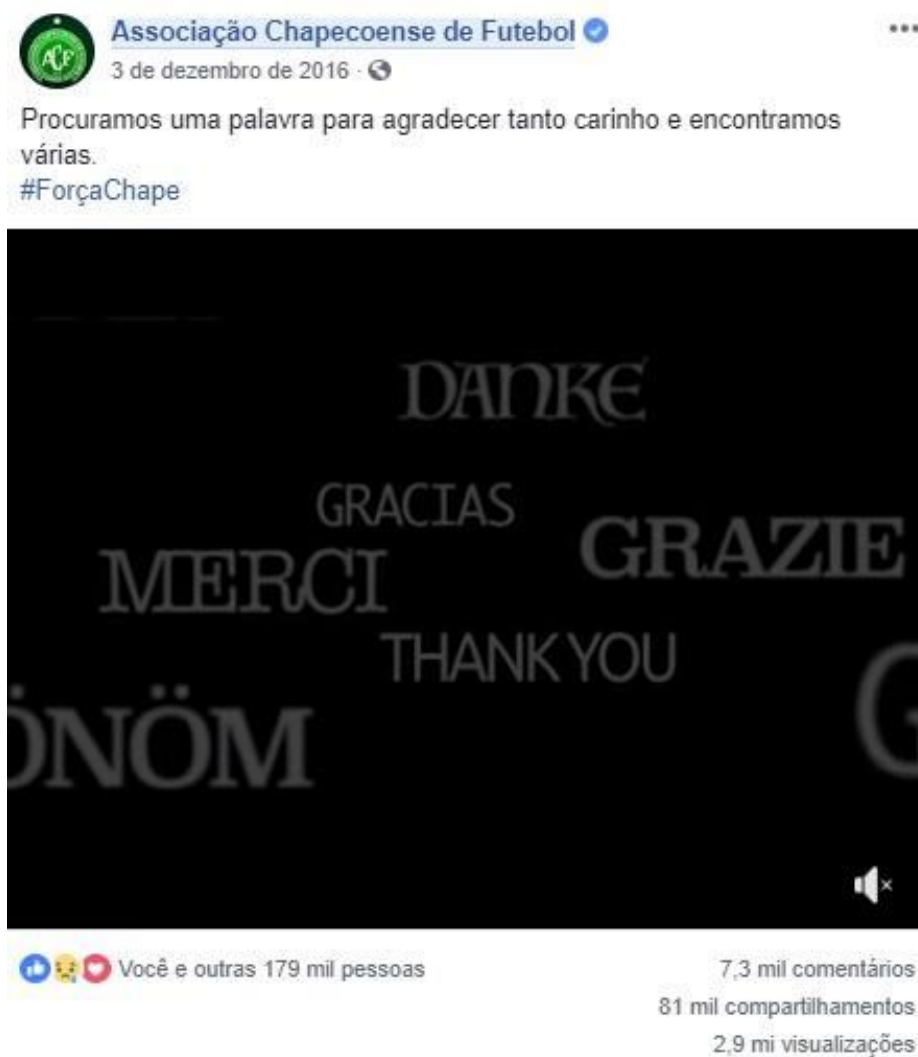 ACF
Associação Chapecoense de Futebol
3 de dezembro de 2016 ·
Procuramos uma palavra para agradecer tanto carinho e encontramos
várias.
#ForçaChape
DANKE
GRACIAS
GRAZIE
MERCI
THANK YOU
ÖNÖM
G
Você e outras 179 mil pessoas
7,3 mil comentários
81 mil compartilhamentos
2,9 mi visualizações